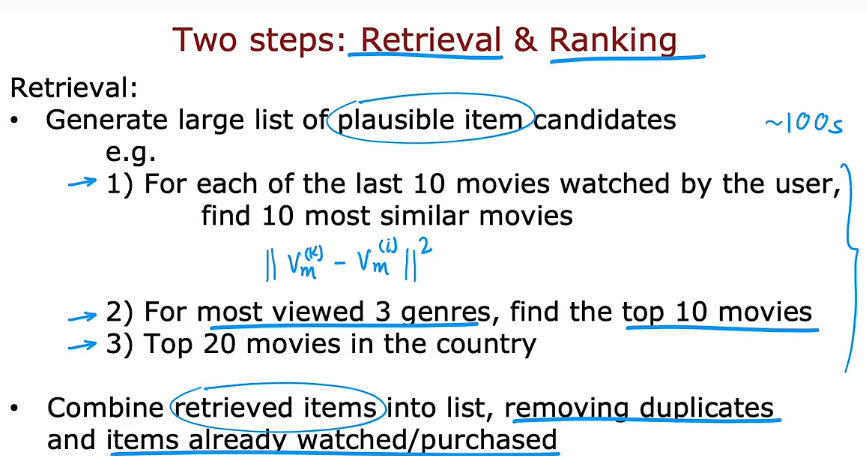 Two steps: Retrieval & Ranking
Retrieval:
• Generate large list of plausible item candidates ~100s
e.g.
→ 1) For each of the last 10 movies watched by the user,
find 10 most similar movies
|| Vm^(k) - Vm^(i) ||^2
→ 2) For most viewed 3 genres, find the top 10 movies
→ 3) Top 20 movies in the country
• Combine retrieved items into list, removing duplicates
and items already watched/purchased